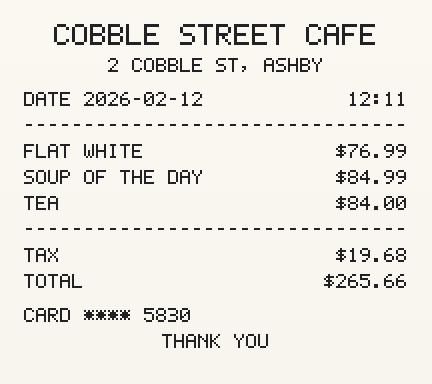 COBBLE STREET CAFE
2 COBBLE ST, ASHBY
DATE 2026-02-12 12:11
--------------------------------
FLAT WHITE $76.99
SOUP OF THE DAY $84.99
TEA $84.00
--------------------------------
TAX $19.68
TOTAL $265.66
CARD **** 5830
THANK YOU